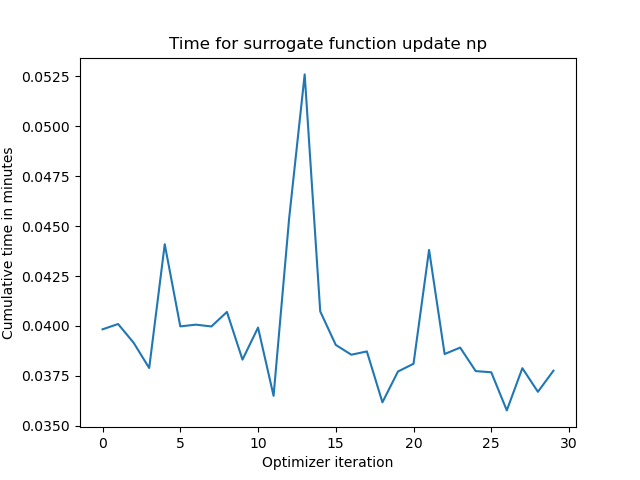 Time for surrogate function update np
Cumulative time in minutes
0.0525
0.0500
0.0475
0.0450
0.0425
0.0400
0.0375
0.0350
0 5 10 15 20 25 30
Optimizer iteration